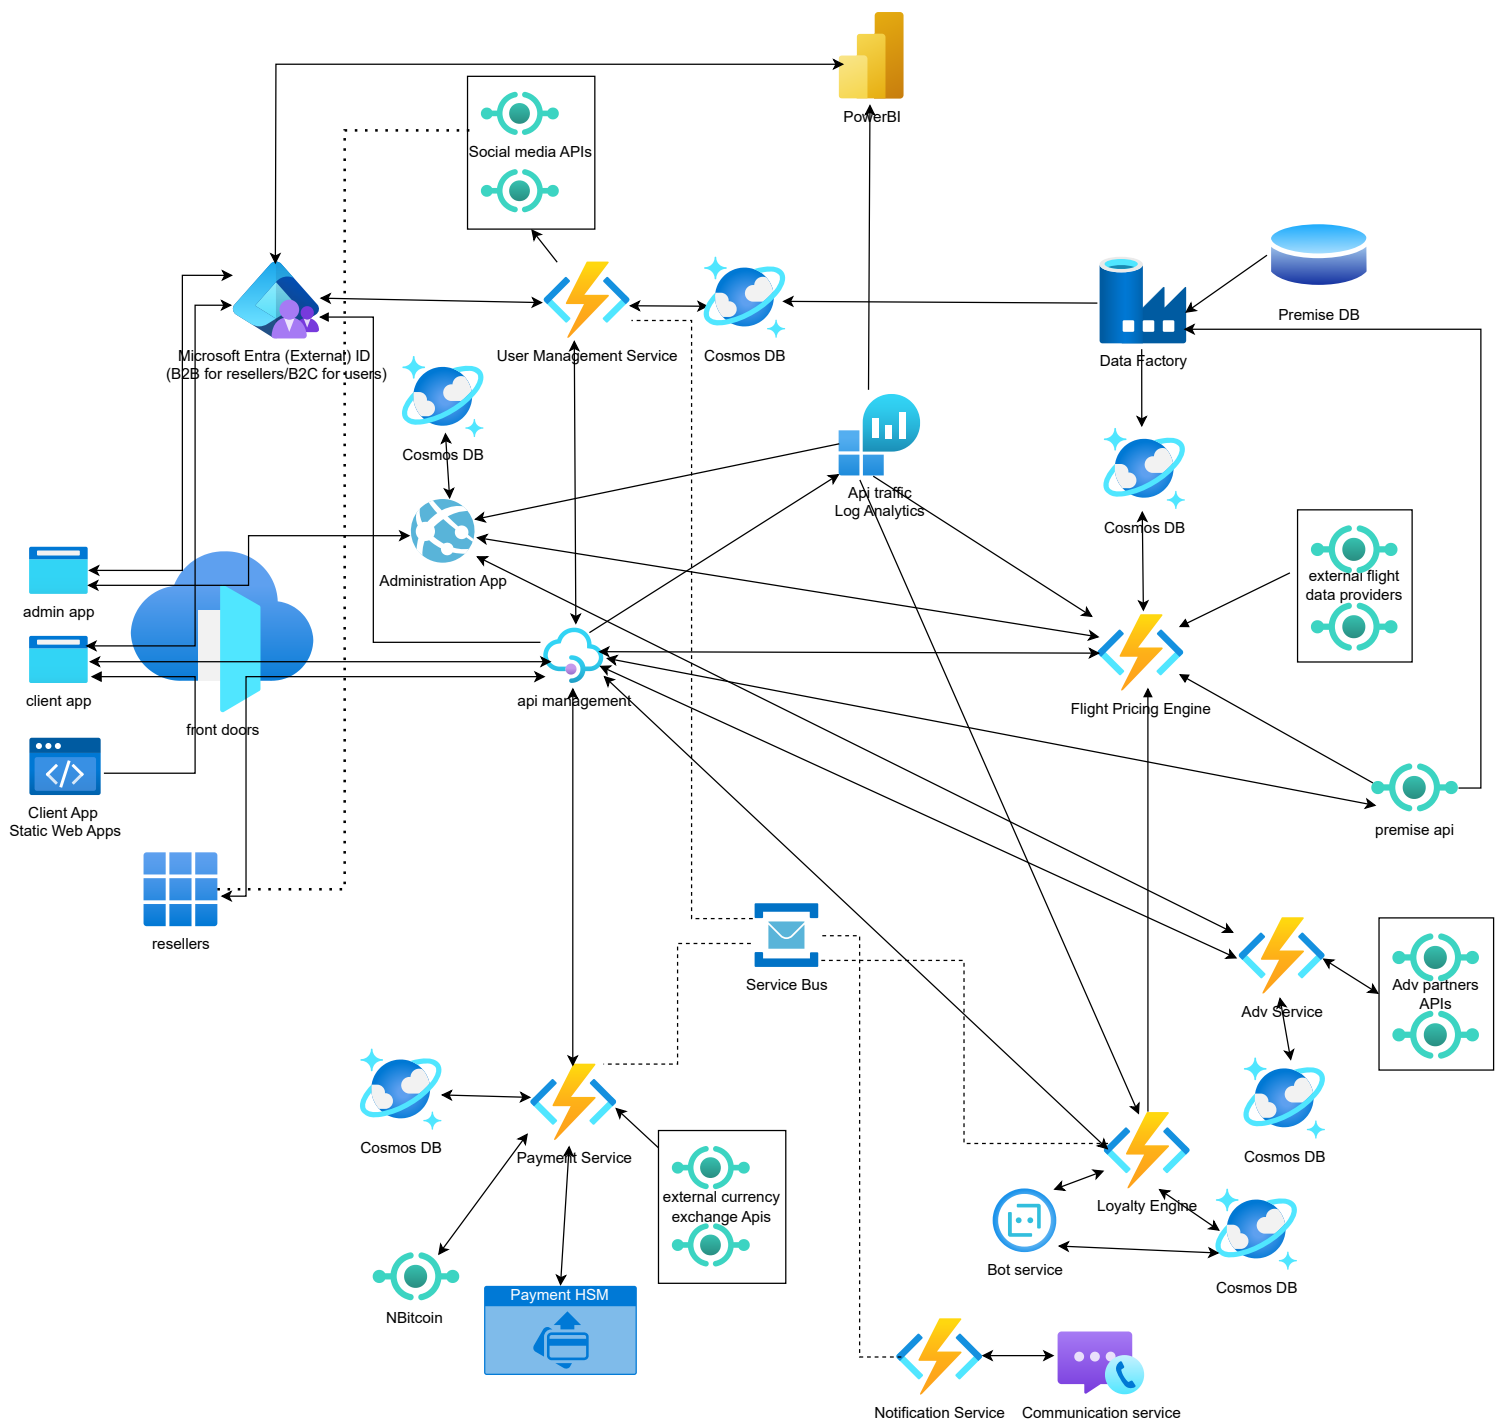 PowerBI
Social media APIs
Premise DB
Microsoft Entra (External) ID
(B2B for resellers/B2C for users)
User Management Service
Cosmos DB
Data Factory
Cosmos DB
Api traffic
Log Analytics
Cosmos DB
Administration App
external flight
data providers
admin app
client app
api management
Flight Pricing Engine
front doors
Client App
Static Web Apps
premise api
resellers
Service Bus
Adv partners
APIs
Adv Service
Cosmos DB
Payment Service
Cosmos DB
external currency
exchange Apis
Loyalty Engine
Bot service
Cosmos DB
NBitcoin
Payment HSM
Notification Service
Communication service